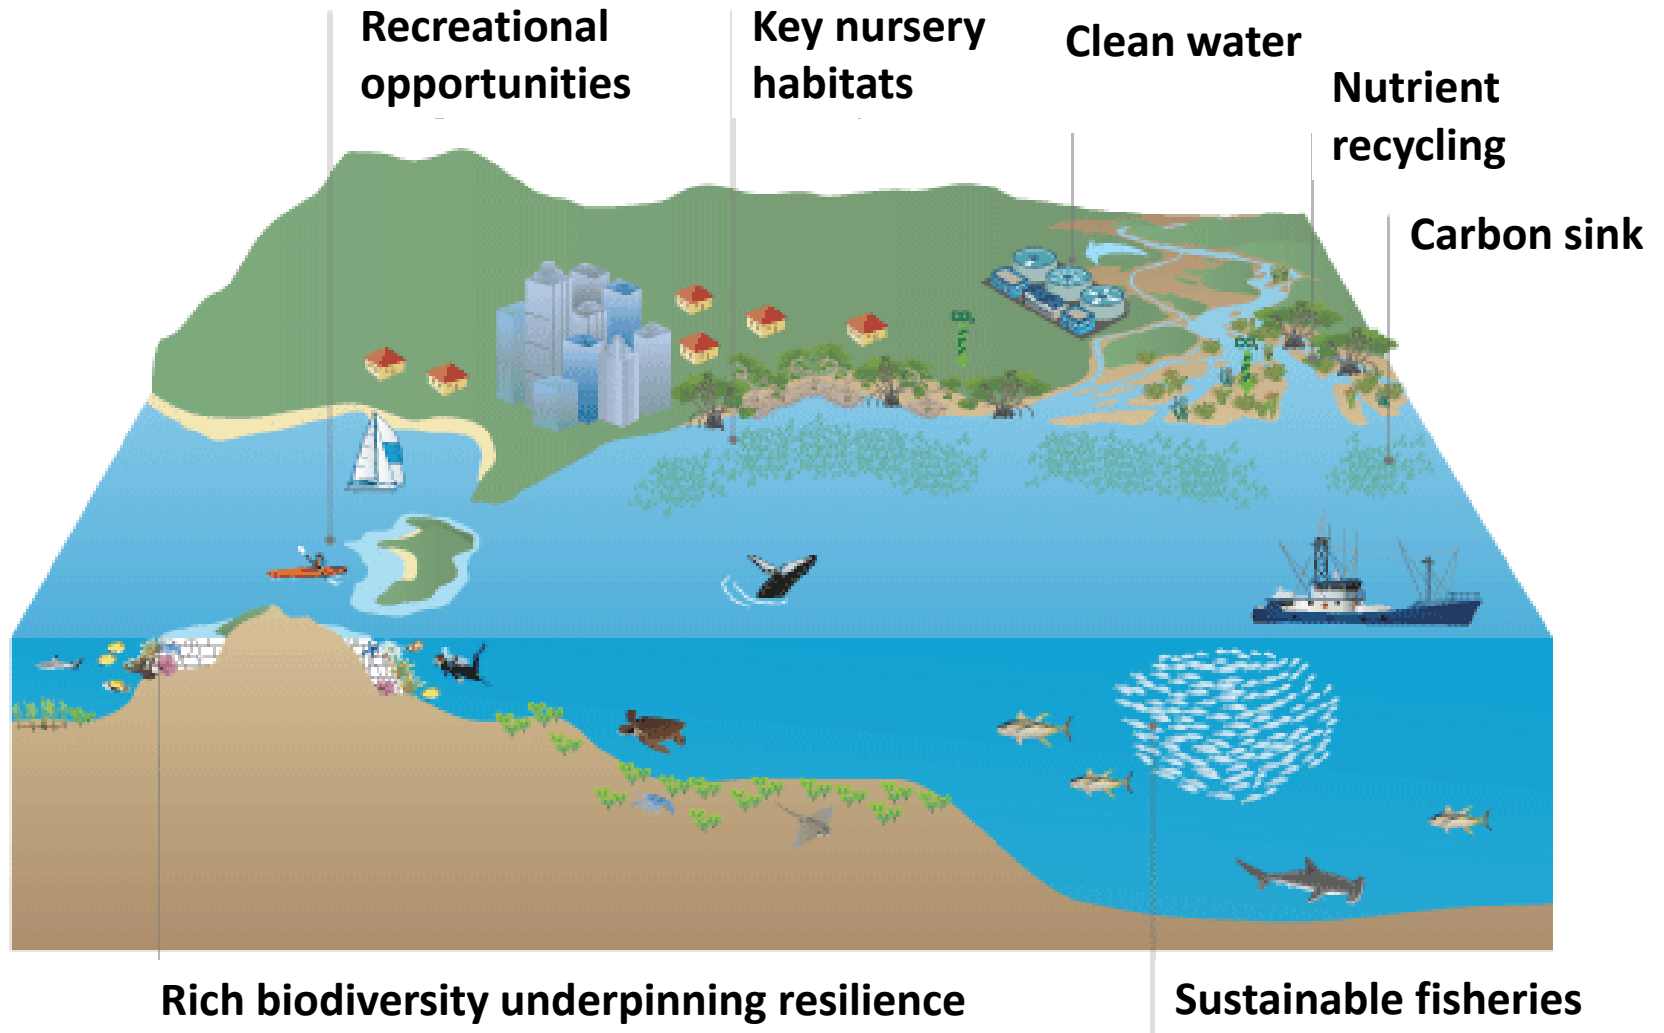 Recreational
opportunities
Key nursery
habitats
Clean water
Nutrient
recycling
Carbon sink
Rich biodiversity underpinning resilience
Sustainable fisheries